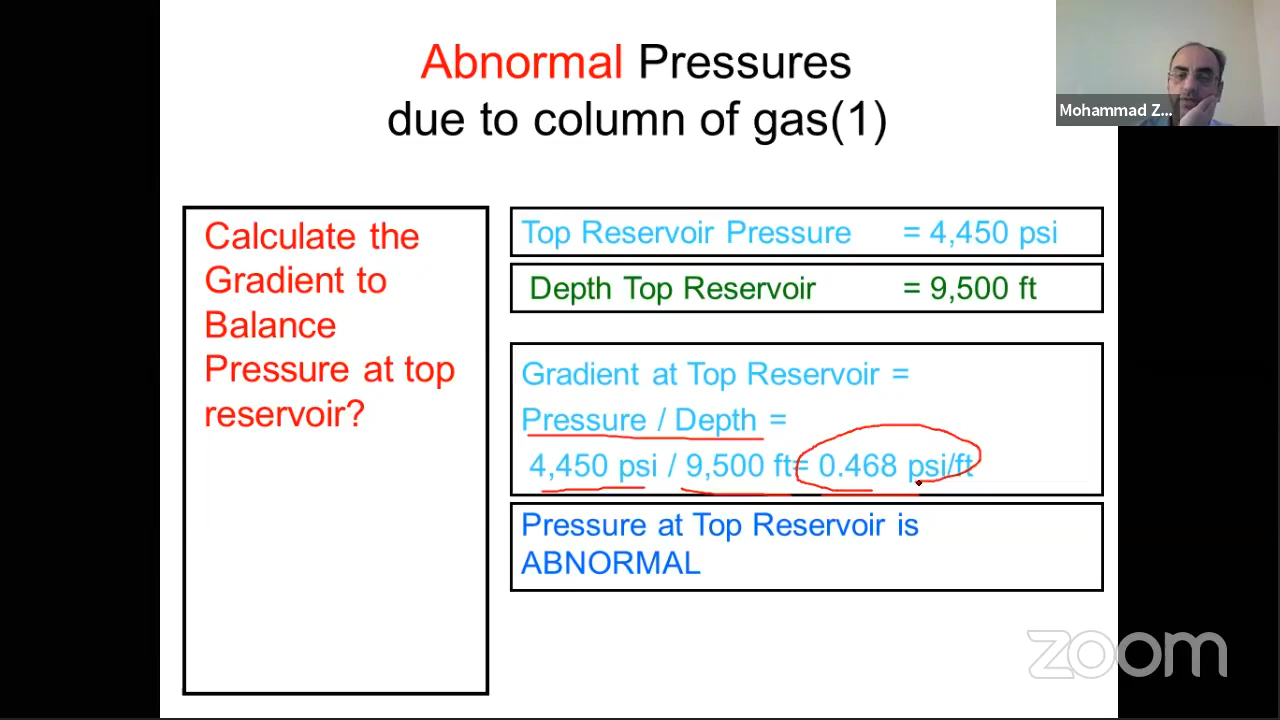 Abnormal Pressures
due to column of gas(1)
Mohammad Z...
Calculate the
Gradient to
Balance
Pressure at top
reservoir?
Top Reservoir Pressure = 4,450 psi
Depth Top Reservoir = 9,500 ft
Gradient at Top Reservoir =
Pressure / Depth =
4,450 psi / 9,500 ft= 0.468 psi/ft
Pressure at Top Reservoir is
ABNORMAL
zoom